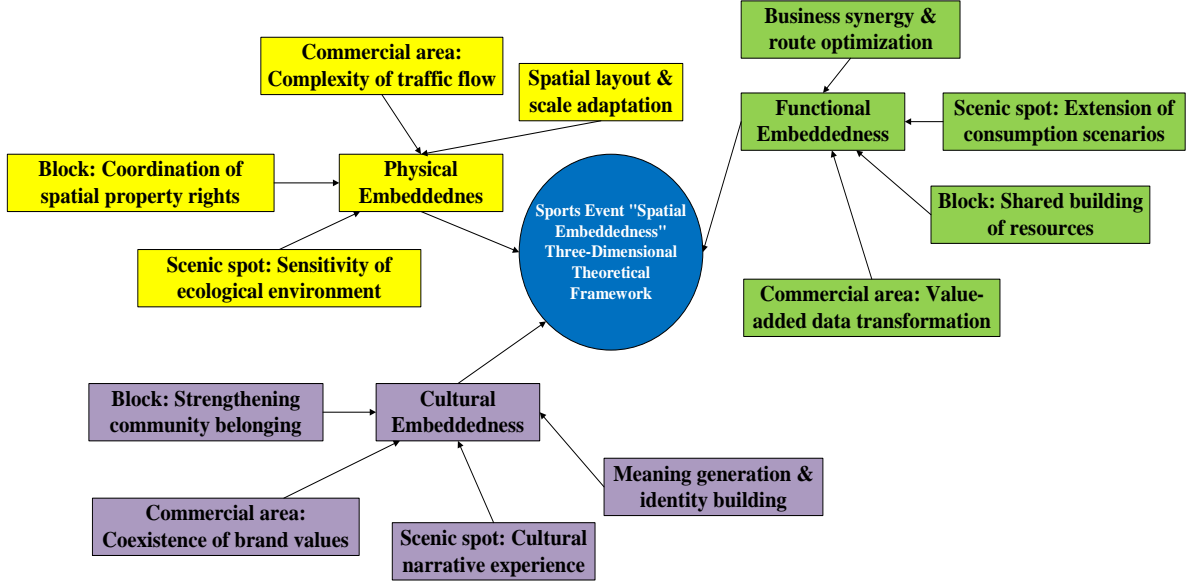 Business synergy &
route optimization
Commercial area:
Complexity of traffic flow
Spatial layout &
scale adaptation
Functional
Embeddedness
Scenic spot: Extension of
consumption scenarios
Block: Coordination of
spatial property rights
Physical
Embeddednes
Sports Event "Spatial
Embeddedness"
Three-Dimensional
Theoretical
Framework
Block: Shared building
of resources
Scenic spot: Sensitivity of
ecological environment
Commercial area: Value-
added data transformation
Block: Strengthening
community belonging
Cultural
Embeddedness
Meaning generation &
identity building
Commercial area:
Coexistence of brand values
Scenic spot: Cultural
narrative experience